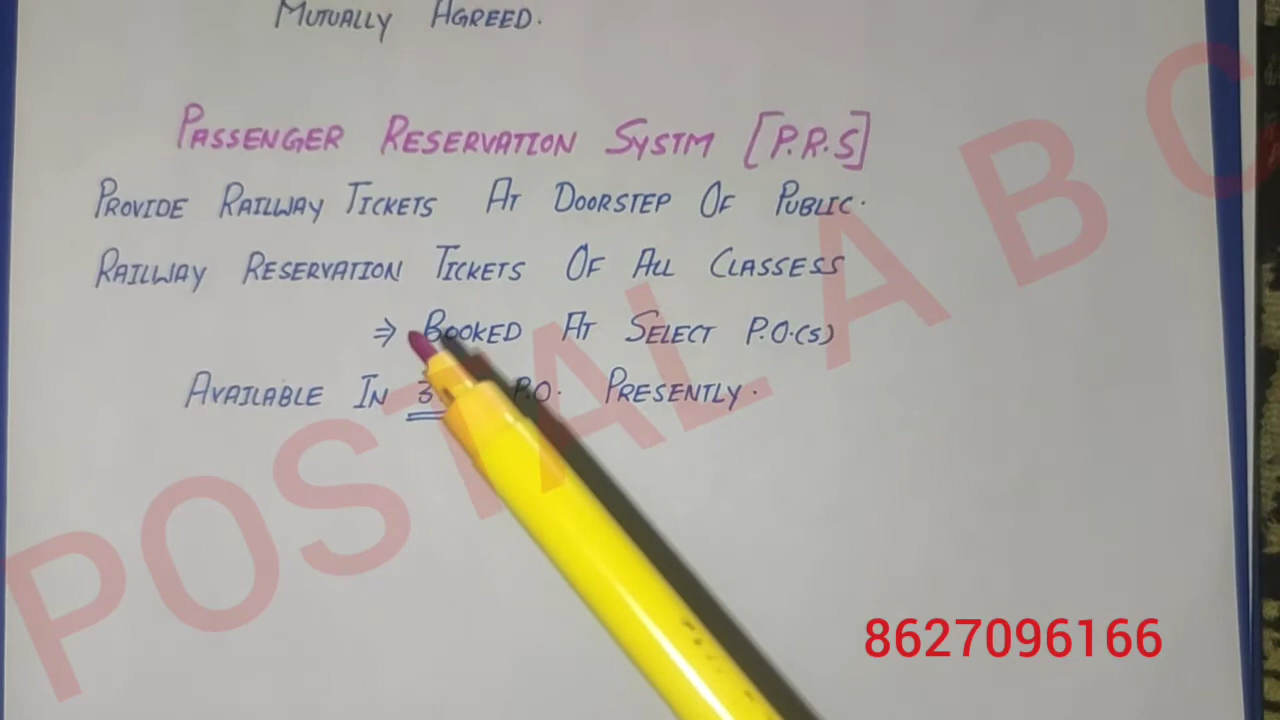 MUTUALLY AGREED.
PASSENGER RESERVATION SYSTM [P.R.S]
PROVIDE RAILWAY TICKETS AT DOORSTEP OF PUBLIC.
RAILWAY RESERVATION TICKETS OF ALL CLASSESS
⇒ BOOKED AT SELECT P.O.(S)
AVAILABLE IN P.O. PRESENTLY.
POSTAL ABC
8627096166